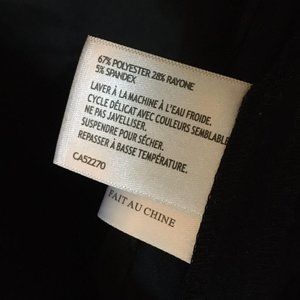 67% POLYESTER 28% RAYONE
5% SPANDEX
LAVER À LA MACHINE À L'EAU FROIDE.
CYCLE DÉLICAT AVEC COULEURS SEMBLABLE
NE PAS JAVELLISER.
SUSPENDRE POUR SÉCHER.
REPASSER À BASSE TEMPÉRATURE.
CA52270
FAIT AU CHINE